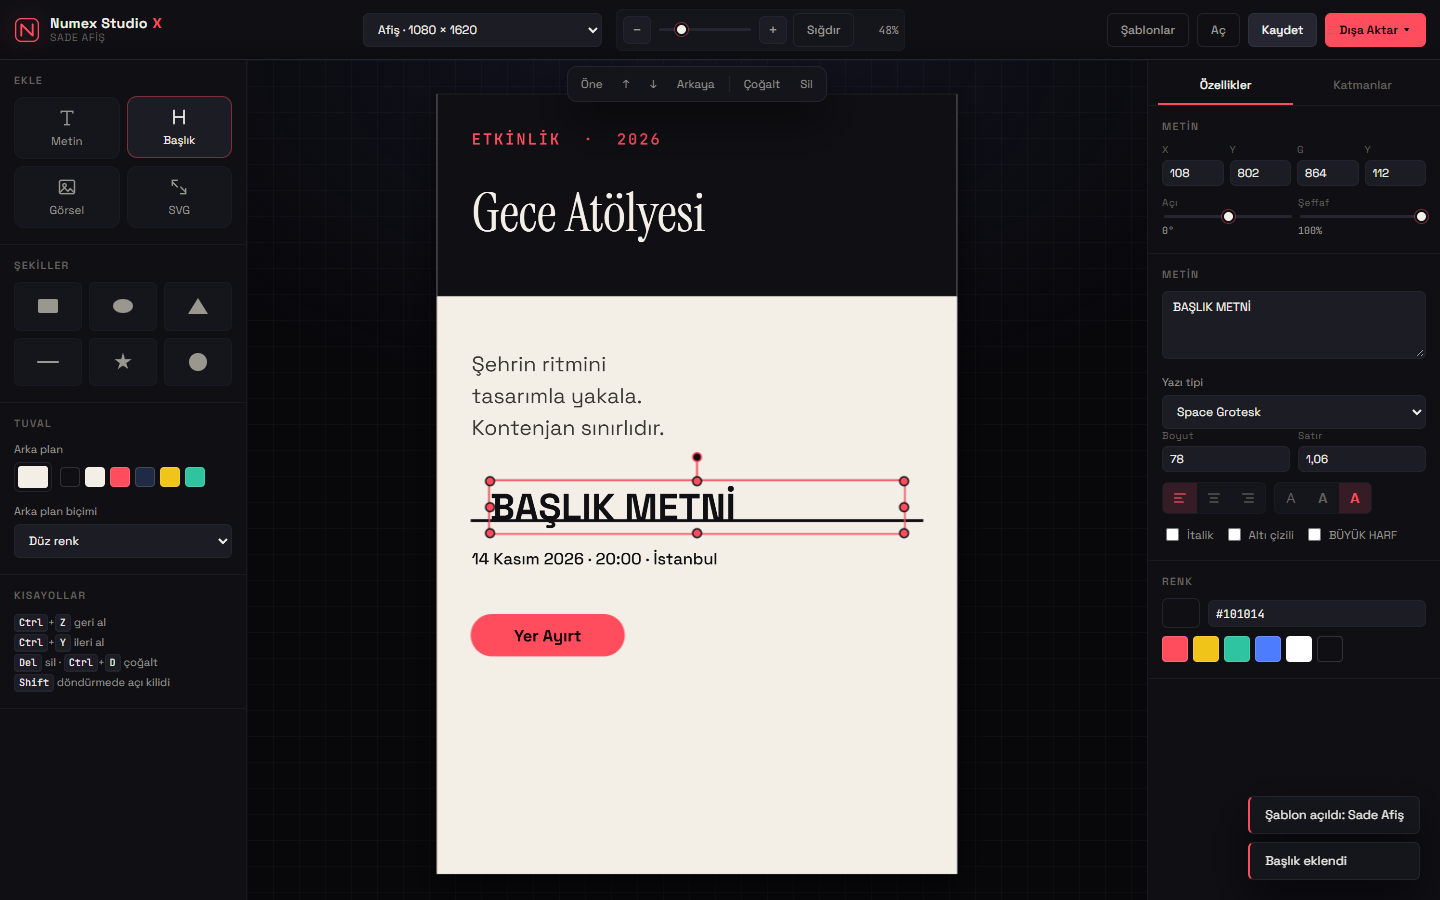 Numex Studio X
SADE AFİŞ
Afiş · 1080 × 1620
−
+
Sığdır
48%
Şablonlar
Aç
Kaydet
Dışa Aktar
EKLE
Metin
H
Başlık
Görsel
SVG
ŞEKİLLER
TUVAL
Arka plan
Arka plan biçimi
Düz renk
KISAYOLLAR
Ctrl + Z geri al
Ctrl + Y ileri al
Del sil · Ctrl + D çoğalt
Shift döndürmede açı kilidi
Öne ↑ ↓ Arkaya Çoğalt Sil
ETKİNLİK · 2026
Gece Atölyesi
Şehrin ritmini
tasarımla yakala.
Kontenjan sınırlıdır.
BAŞLIK METNİ
14 Kasım 2026 · 20:00 · İstanbul
Yer Ayırt
Özellikler
Katmanlar
METİN
X Y G Y
108 802 864 112
Açı Şeffaf
0° 100%
METİN
BAŞLIK METNİ
Yazı tipi
Space Grotesk
Boyut Satır
78 1,06
A A A
İtalik Altı çizili BÜYÜK HARF
RENK
#101014
Şablon açıldı: Sade Afiş
Başlık eklendi